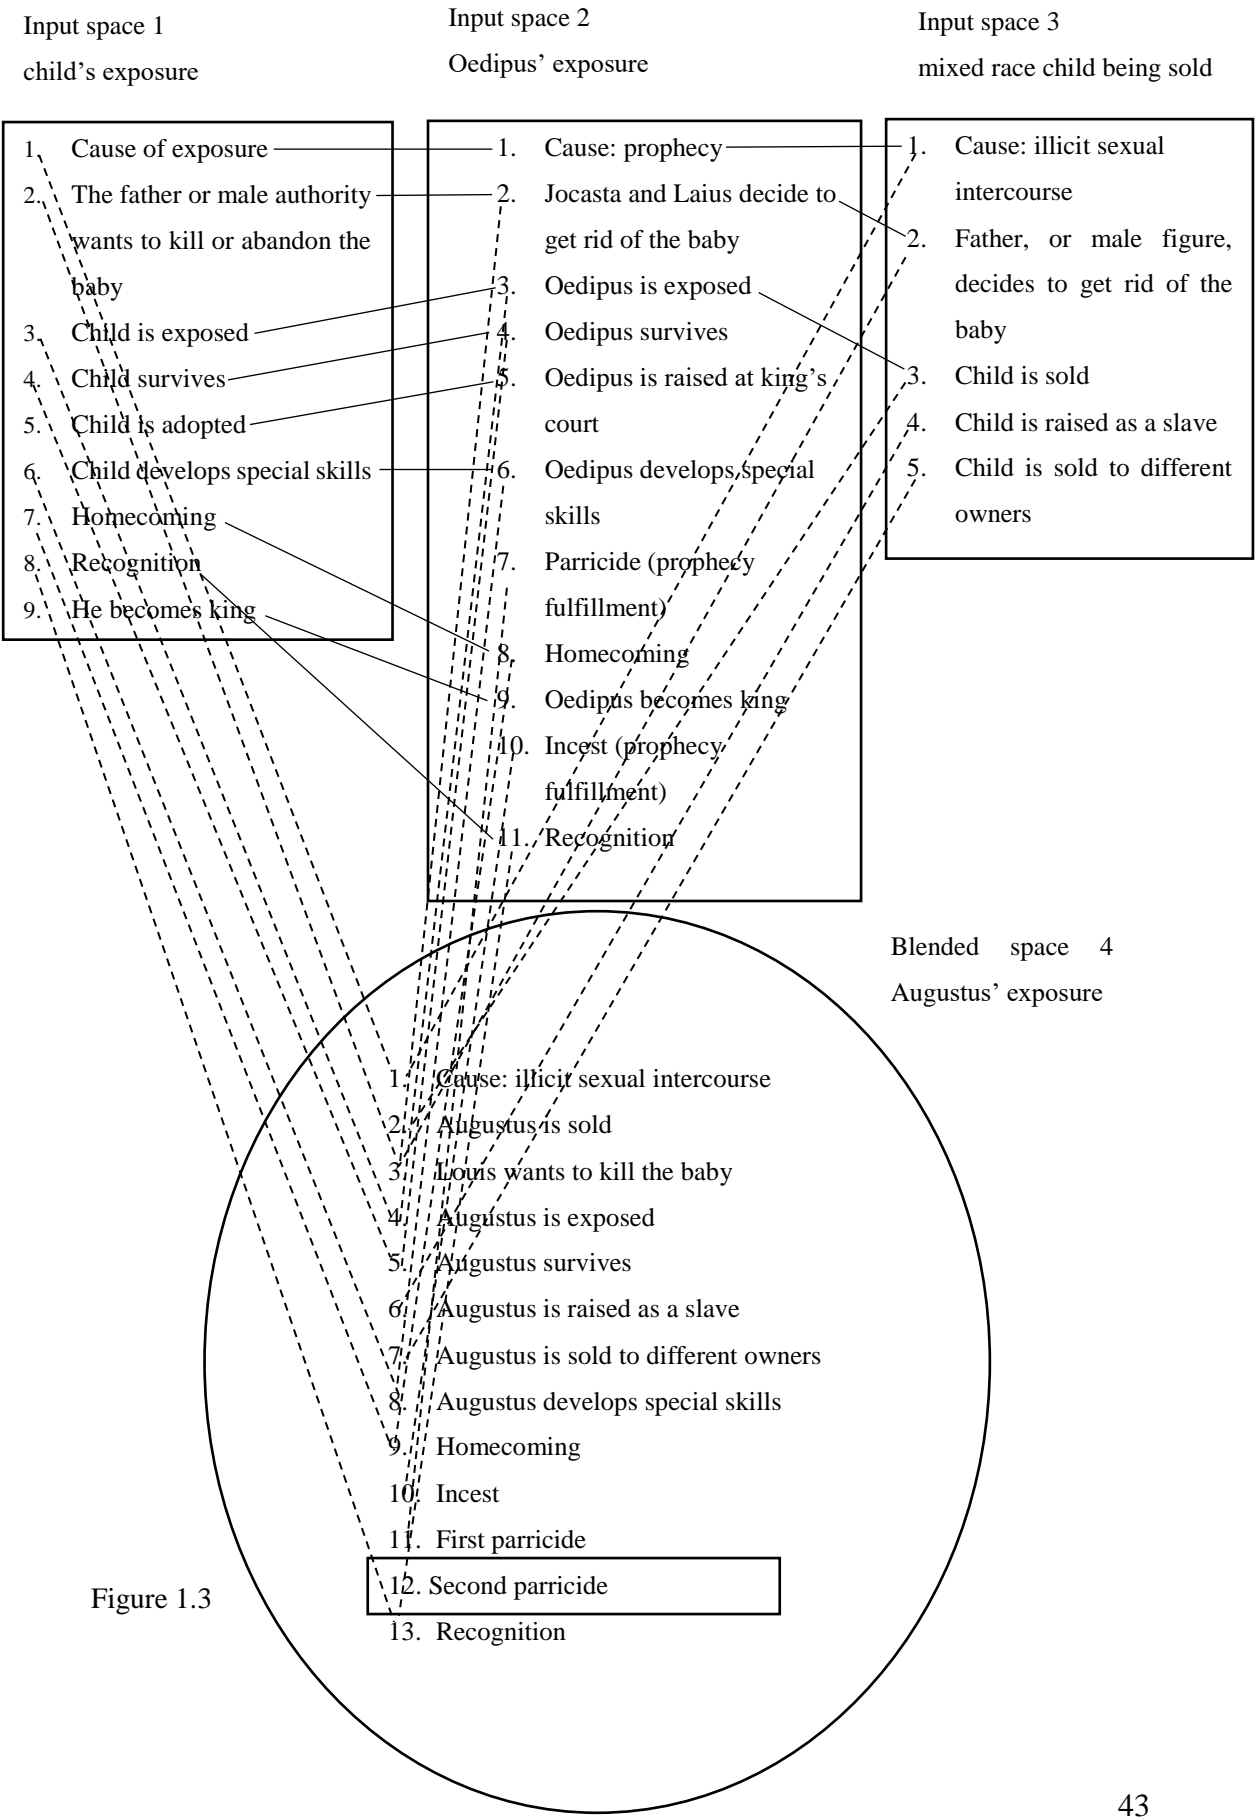 Input space 1
child’s exposure
Input space 2
Oedipus’ exposure
Input space 3
mixed race child being sold
1. Cause of exposure
2. The father or male authority
wants to kill or abandon the
baby
3. Child is exposed
4. Child survives
5. Child is adopted
6. Child develops special skills
7. Homecoming
8. Recognition
9. He becomes king
1. Cause: prophecy
2. Jocasta and Laius decide to
get rid of the baby
3. Oedipus is exposed
4. Oedipus survives
5. Oedipus is raised at king’s
court
6. Oedipus develops special
skills
7. Parricide (prophecy
fulfillment)
8. Homecoming
9. Oedipus becomes king
10. Incest (prophecy
fulfillment)
11. Recognition
1. Cause: illicit sexual
intercourse
2. Father, or male figure,
decides to get rid of the
baby
3. Child is sold
4. Child is raised as a slave
5. Child is sold to different
owners
Blended space 4
Augustus’ exposure
1. Cause: illicit sexual intercourse
2. Augustus is sold
3. Louis wants to kill the baby
4. Augustus is exposed
5. Augustus survives
6. Augustus is raised as a slave
7. Augustus is sold to different owners
8. Augustus develops special skills
9. Homecoming
10. Incest
11. First parricide
12. Second parricide
13. Recognition
Figure 1.3
43